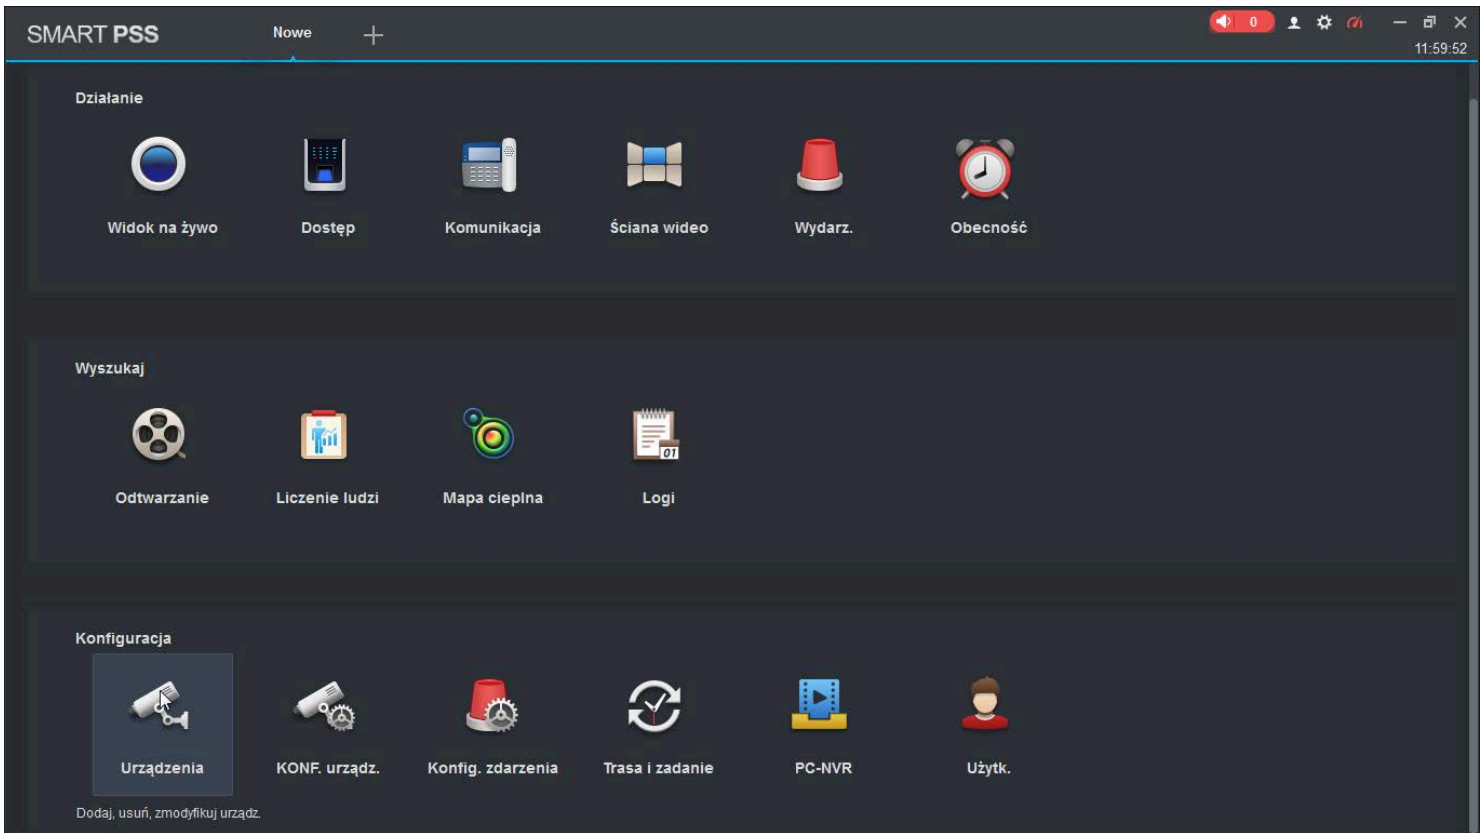 SMART PSS
Nowe
0
11:59:52
Działanie
Widok na żywo
Dostęp
Komunikacja
Ściana wideo
Wydarz.
Obecność
Wyszukaj
Odtwarzanie
Liczenie ludzi
Mapa cieplna
01
Logi
Konfiguracja
Urządzenia
KONF. urządz.
Konfig. zdarzenia
Trasa i zadanie
PC-NVR
Użytk.
Dodaj, usuń, zmodyfikuj urządz.